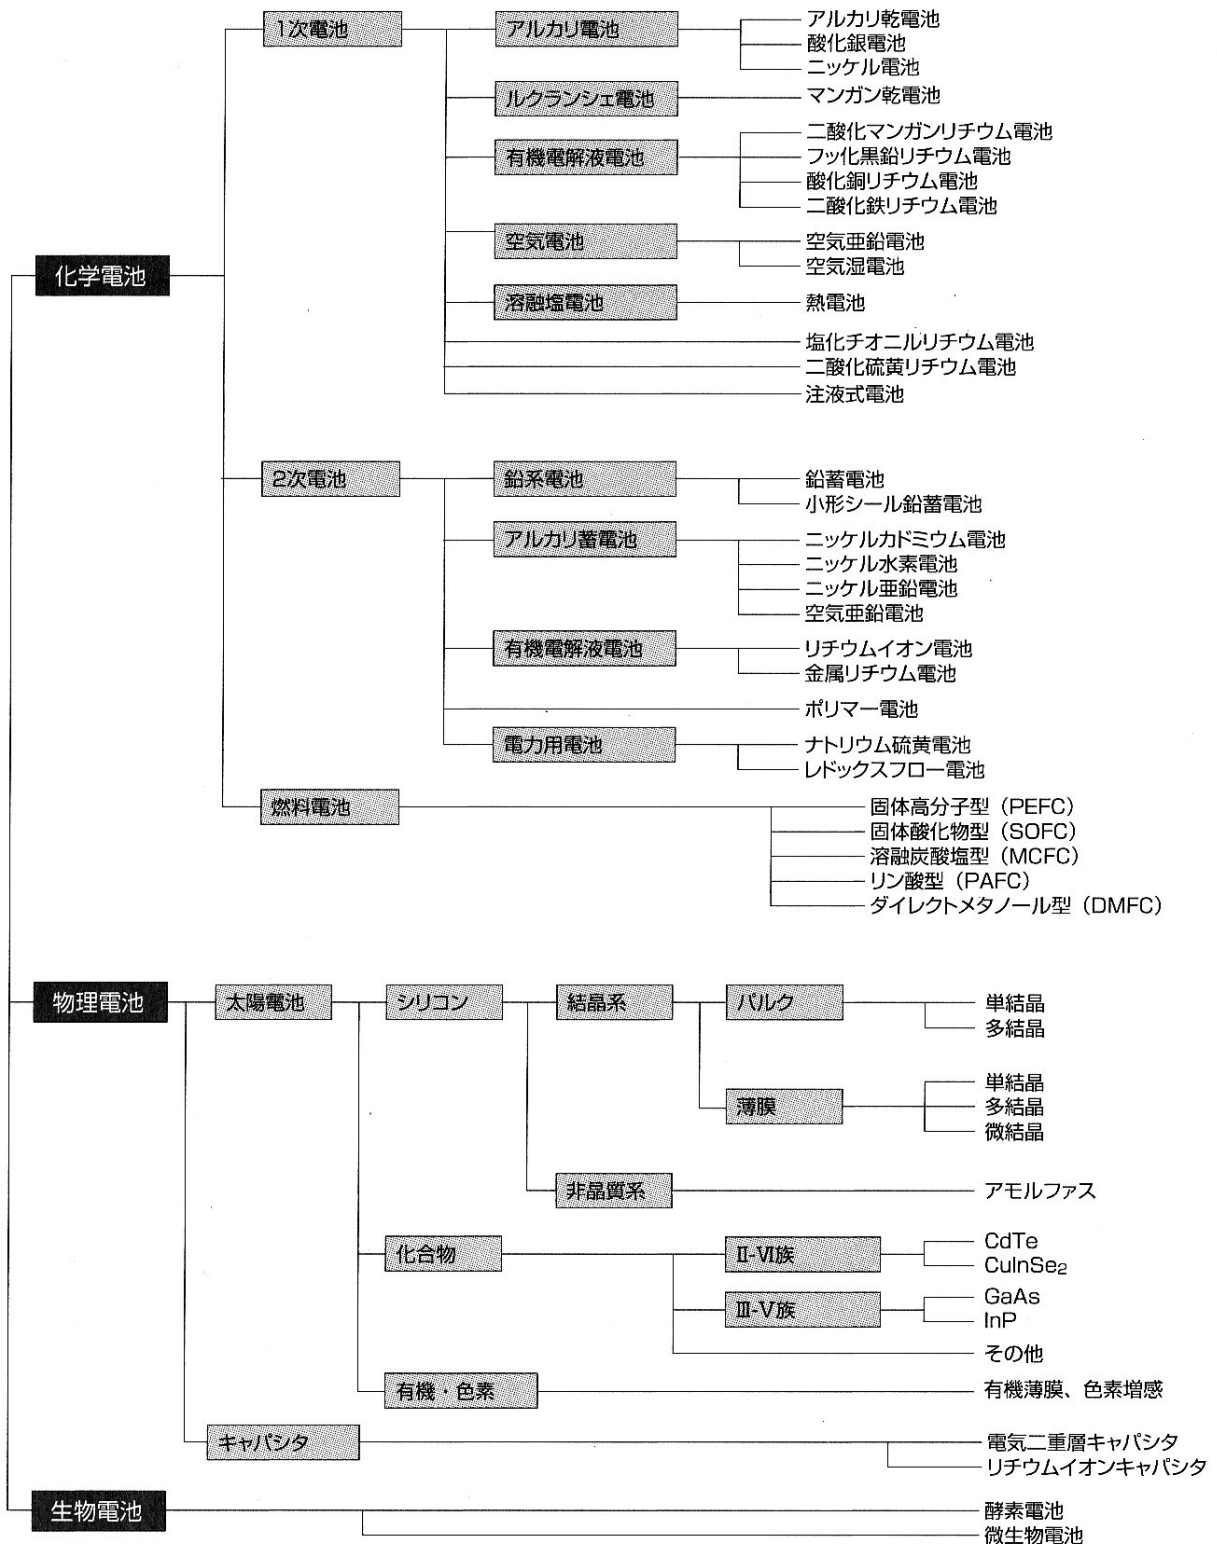 1次電池
アルカリ電池
アルカリ乾電池
酸化銀電池
ニッケル電池
ルクランシェ電池
マンガン乾電池
有機電解液電池
二酸化マンガンリチウム電池
フッ化黒鉛リチウム電池
酸化銅リチウム電池
二酸化鉄リチウム電池
化学電池
空気電池
空気亜鉛電池
空気湿電池
溶融塩電池
熱電池
塩化チオニルリチウム電池
二酸化硫黄リチウム電池
注液式電池
2次電池
鉛系電池
鉛蓄電池
小形シール鉛蓄電池
アルカリ蓄電池
ニッケルカドミウム電池
ニッケル水素電池
ニッケル亜鉛電池
空気亜鉛電池
有機電解液電池
リチウムイオン電池
金属リチウム電池
ポリマー電池
電力用電池
ナトリウム硫黄電池
レドックスフロー電池
燃料電池
固体高分子型（PEFC）
固体酸化物型（SOFC）
溶融炭酸塩型（MCFC）
リン酸型（PAFC）
ダイレクトメタノール型（DMFC）
物理電池
太陽電池
シリコン
結晶系
バルク
単結晶
多結晶
薄膜
単結晶
多結晶
微結晶
非晶質系
アモルファス
化合物
Ⅱ-Ⅵ族
CdTe
CuInSe₂
Ⅲ-Ⅴ族
GaAs
InP
その他
有機・色素
有機薄膜、色素増感
キャパシタ
電気二重層キャパシタ
リチウムイオンキャパシタ
生物電池
酵素電池
微生物電池